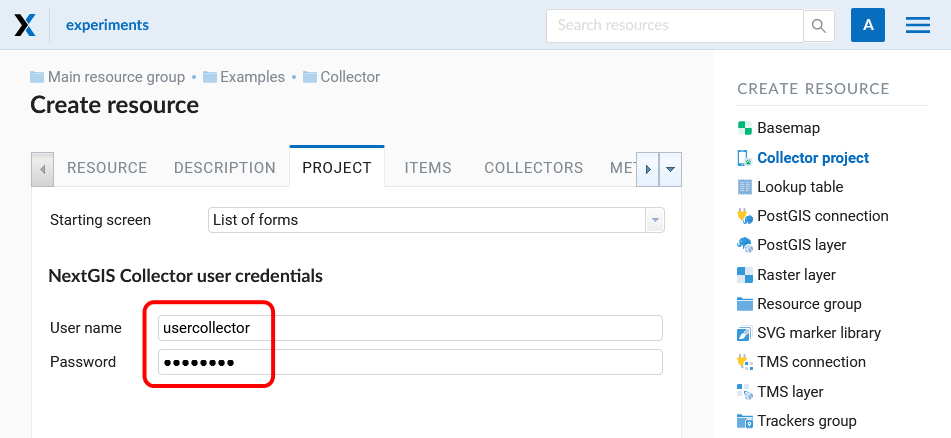 experiments
Search resources
A
Main resource group • Examples • Collector
Create resource
RESOURCE DESCRIPTION PROJECT ITEMS COLLECTORS MET
Starting screen List of forms
NextGIS Collector user credentials
User name usercollector
Password ••••••••
CREATE RESOURCE
Basemap
Collector project
Lookup table
PostGIS connection
PostGIS layer
Raster layer
Resource group
SVG marker library
TMS connection
TMS layer
Trackers group